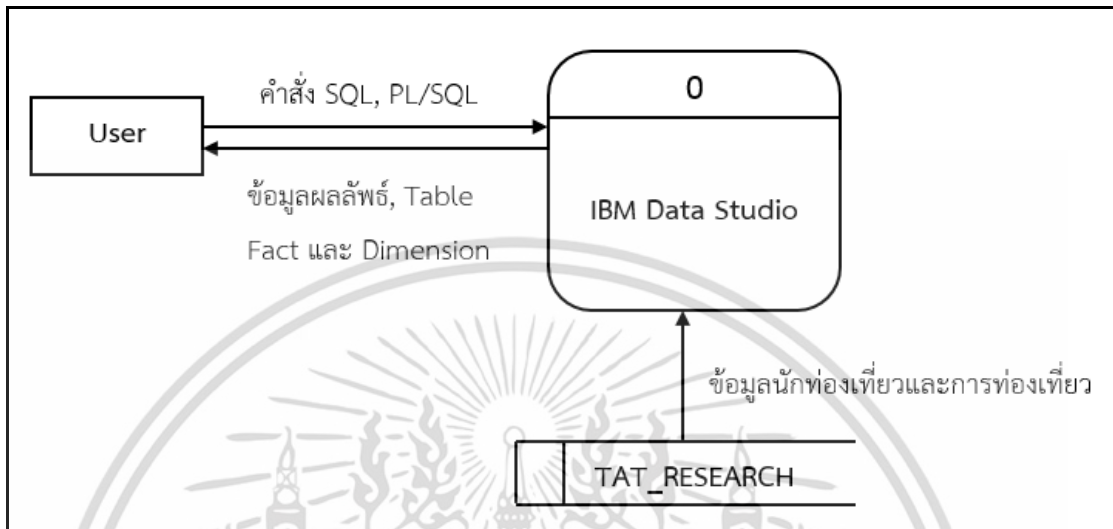 0
คำสั่ง SQL, PL/SQL
User
ข้อมูลผลลัพธ์, Table
Fact และ Dimension
IBM Data Studio
ข้อมูลนักท่องเที่ยวและการท่องเที่ยว
TAT_RESEARCH